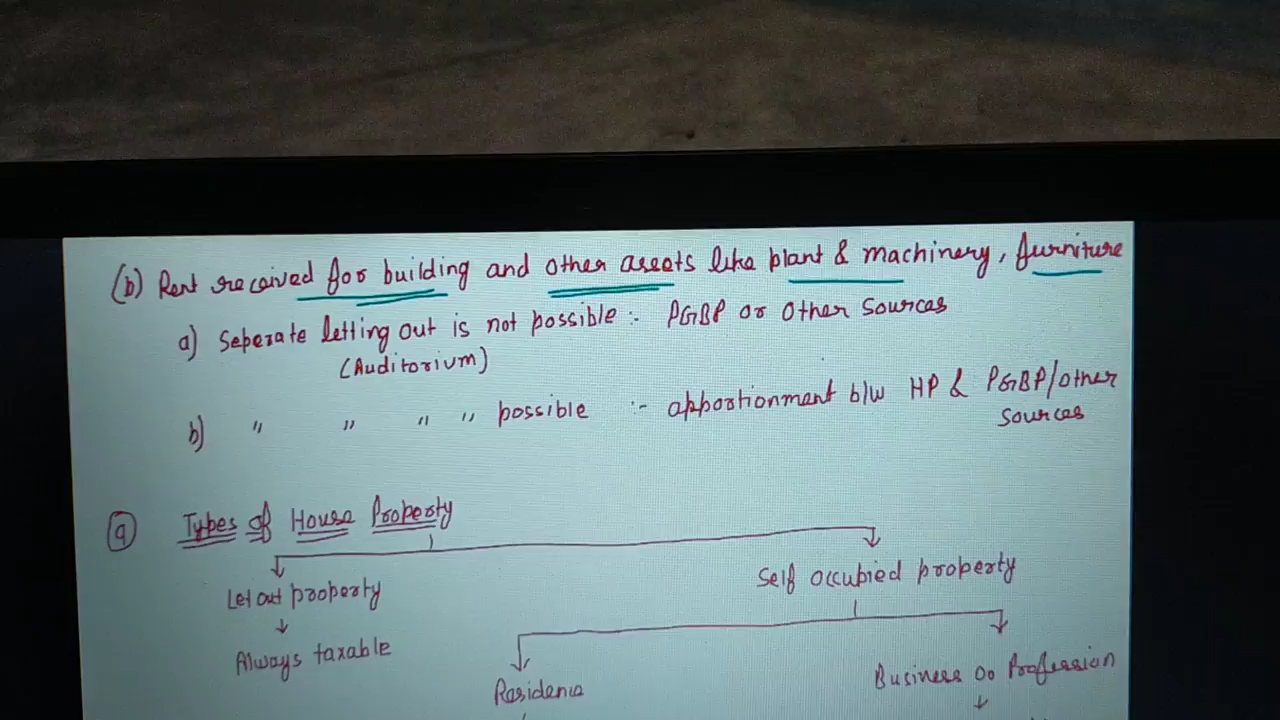 (b) Rent received for building and other assets like plant & machinery, furniture
a) Seperate letting out is not possible :- PGBP or Other Sources
(Auditorium)
b) " " " " possible :- apportionment b/w HP & PGBP/other
sources
9 Types of House Property
Let out property Self occupied property
Always taxable
Residence Business or Profession